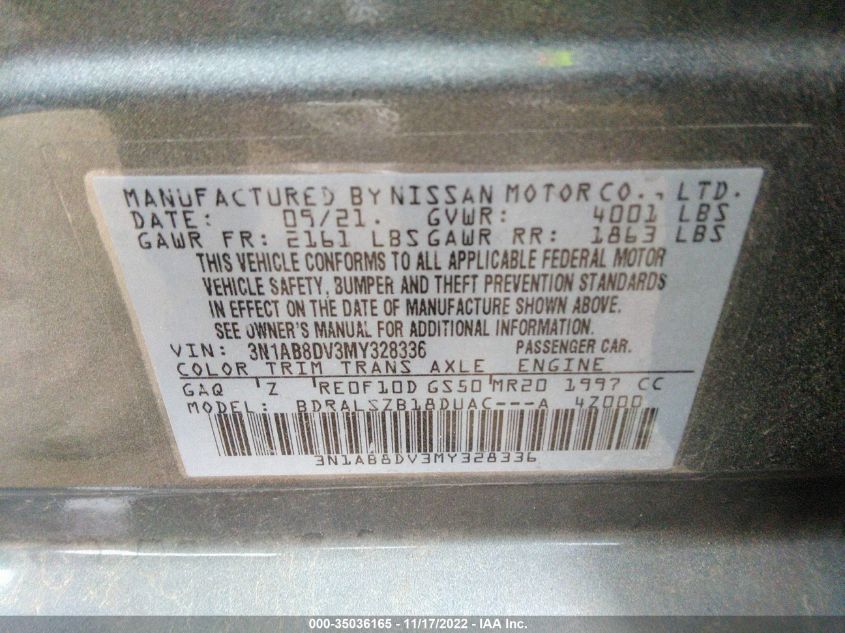 MANUFACTURED BY NISSAN MOTOR CO., LTD.
DATE: 09/21. GVWR: 4001 LBS
GAWR FR: 2161 LBS GAWR RR: 1863 LBS
THIS VEHICLE CONFORMS TO ALL APPLICABLE FEDERAL MOTOR
VEHICLE SAFETY, BUMPER AND THEFT PREVENTION STANDARDS
IN EFFECT ON THE DATE OF MANUFACTURE SHOWN ABOVE.
SEE OWNER'S MANUAL FOR ADDITIONAL INFORMATION.
VIN: 3N1AB8DV3MY328336 PASSENGER CAR.
COLOR TRIM TRANS AXLE ENGINE
GAQ Z RE0F10D GS50 MR20 1997 CC
MODEL: BDRALSZB18DUAC---A 4Z000
3N1AB8DV3MY328336
000-35036165 - 11/17/2022 - IAA Inc.